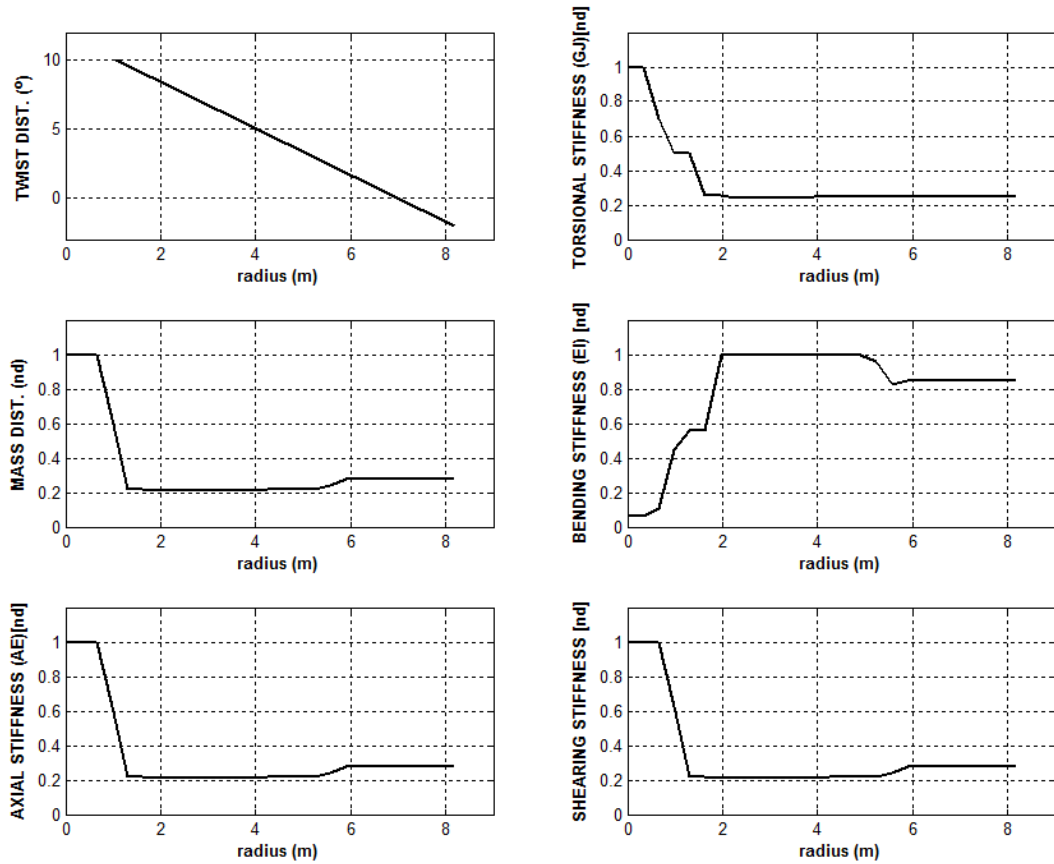 TWIST DIST. (º)
10
5
0
0 2 4 6 8
radius (m)
TORSIONAL STIFFNESS (GJ)[nd]
1
0.8
0.6
0.4
0.2
0
0 2 4 6 8
radius (m)
MASS DIST. (nd)
1
0.8
0.6
0.4
0.2
0
0 2 4 6 8
radius (m)
BENDING STIFFNESS (EI) [nd]
1
0.8
0.6
0.4
0.2
0
0 2 4 6 8
radius (m)
AXIAL STIFFNESS (AE)[nd]
1
0.8
0.6
0.4
0.2
0
0 2 4 6 8
radius (m)
SHEARING STIFFNESS [nd]
1
0.8
0.6
0.4
0.2
0
0 2 4 6 8
radius (m)